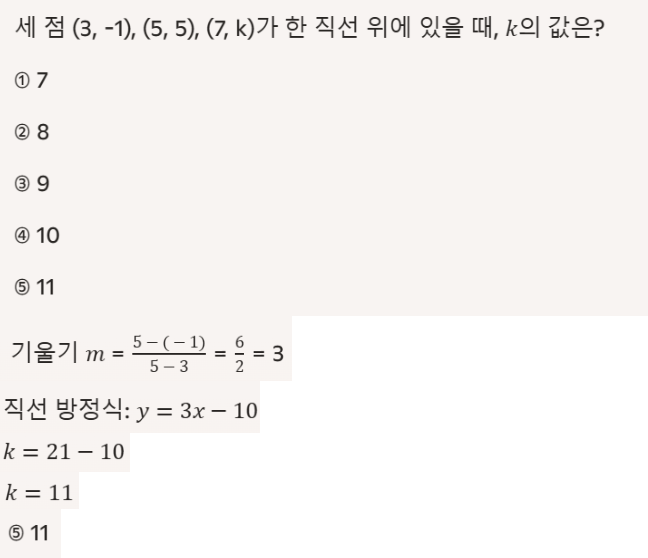 세 점 (3, -1), (5, 5), (7, k)가 한 직선 위에 있을 때, k의 값은?
① 7
② 8
③ 9
④ 10
⑤ 11
기울기 m = \frac{5-(-1)}{5-3} = \frac{6}{2} = 3
직선 방정식: y = 3x − 10
k = 21 − 10
k = 11
⑤ 11